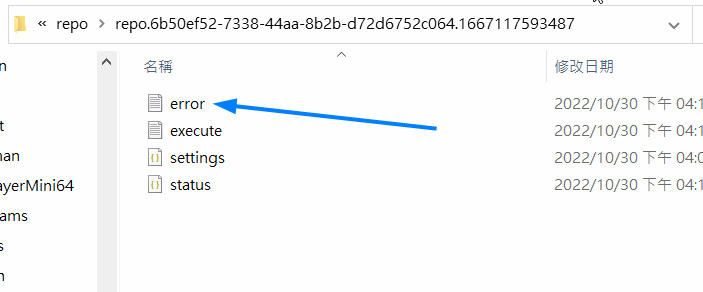 « repo › repo.6b50ef52-7338-44aa-8b2b-d72d6752c064.1667117593487
名稱 修改日期
error 2022/10/30 下午 04:1
execute 2022/10/30 下午 04:1
settings 2022/10/30 下午 04:0
status 2022/10/30 下午 04:1
n
t
nan
ayerMini64
ams
s
n